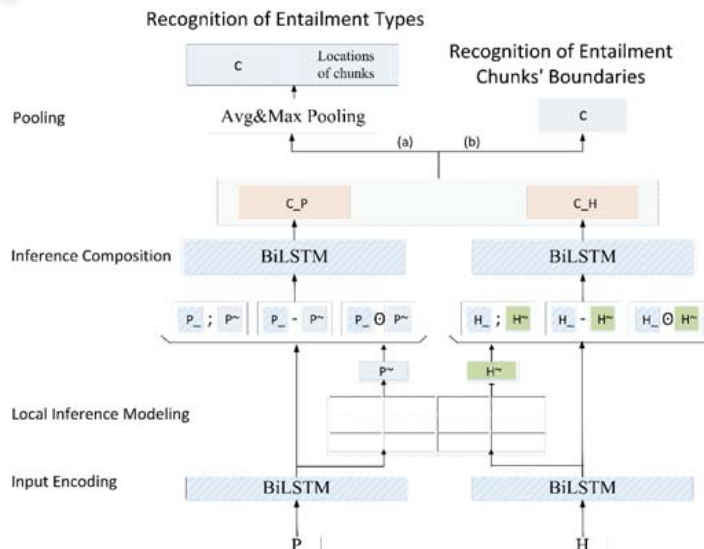 Recognition of Entailment Types
C
Locations
of chunks
Recognition of Entailment
Chunks' Boundaries
Pooling
Avg&Max Pooling
C
(a)
(b)
C_P
C_H
Inference Composition
BiLSTM
BiLSTM
P_ ; P~
P_ - P~
P_ ʘ P~
H_ ; H~
H_ - H~
H_ ʘ H~
P~
H~
Local Inference Modeling
Input Encoding
BiLSTM
BiLSTM
P
H